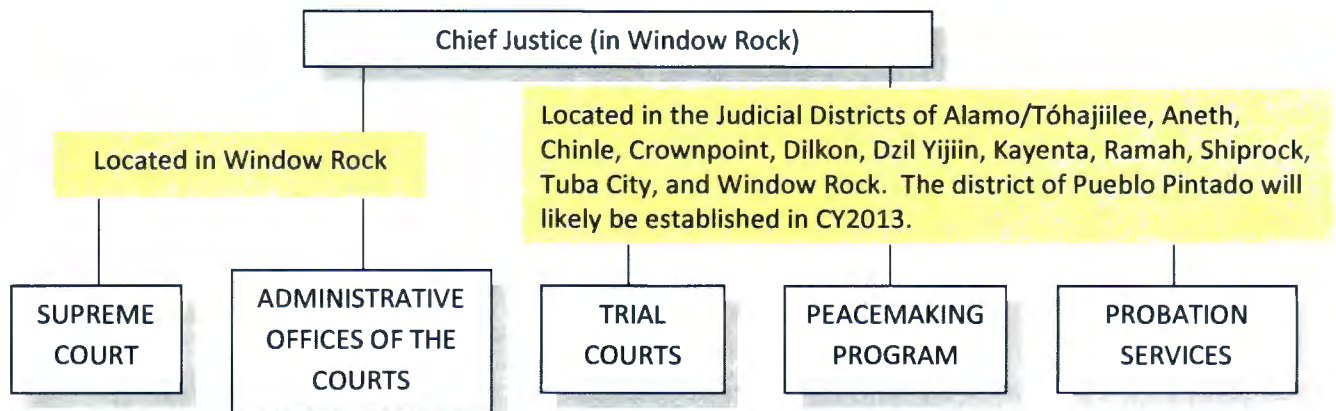 Chief Justice (in Window Rock)
Located in Window Rock
Located in the Judicial Districts of Alamo/Tóhajiilee, Aneth,
Chinle, Crownpoint, Dilkon, Dzil Yijiin, Kayenta, Ramah, Shiprock,
Tuba City, and Window Rock. The district of Pueblo Pintado will
likely be established in CY2013.
SUPREME
COURT
ADMINISTRATIVE
OFFICES OF THE
COURTS
TRIAL
COURTS
PEACEMAKING
PROGRAM
PROBATION
SERVICES